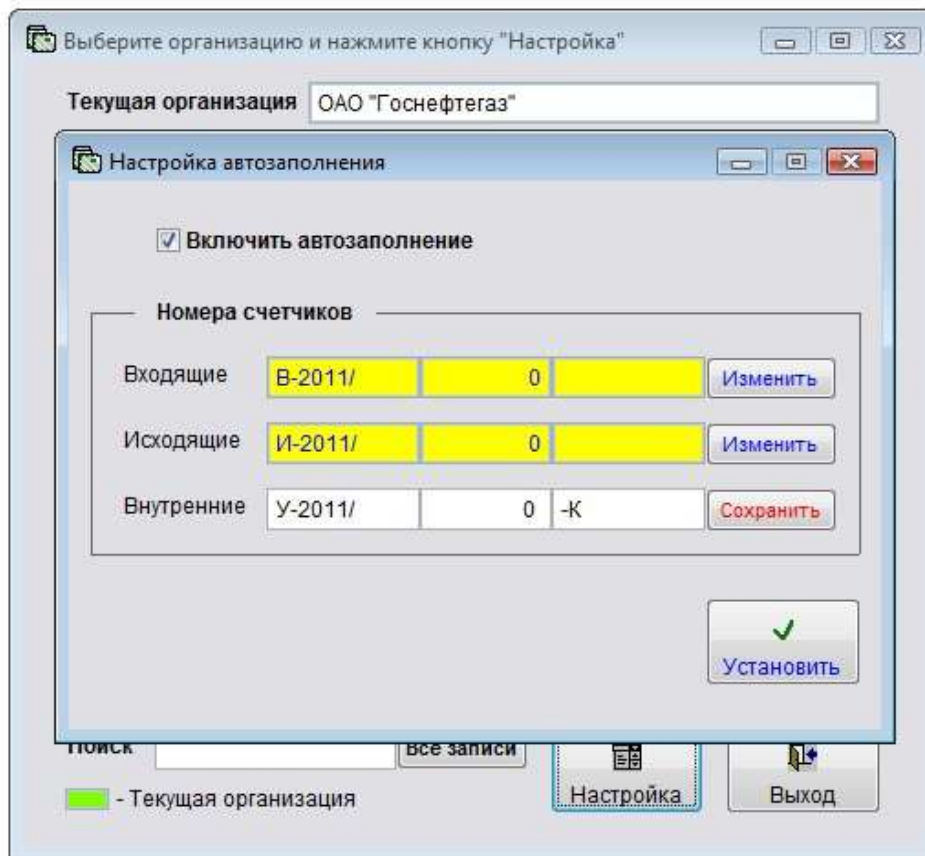 Выберите организацию и нажмите кнопку "Настройка"
Текущая организация ОАО "Госнефтегаз"
Настройка автозаполнения
Включить автозаполнение
Номера счетчиков
Входящие В-2011/ 0 Изменить
Исходящие И-2011/ 0 Изменить
Внутренние У-2011/ 0 -К Сохранить
Установить
Поиск Все записи
- Текущая организация Настройка Выход